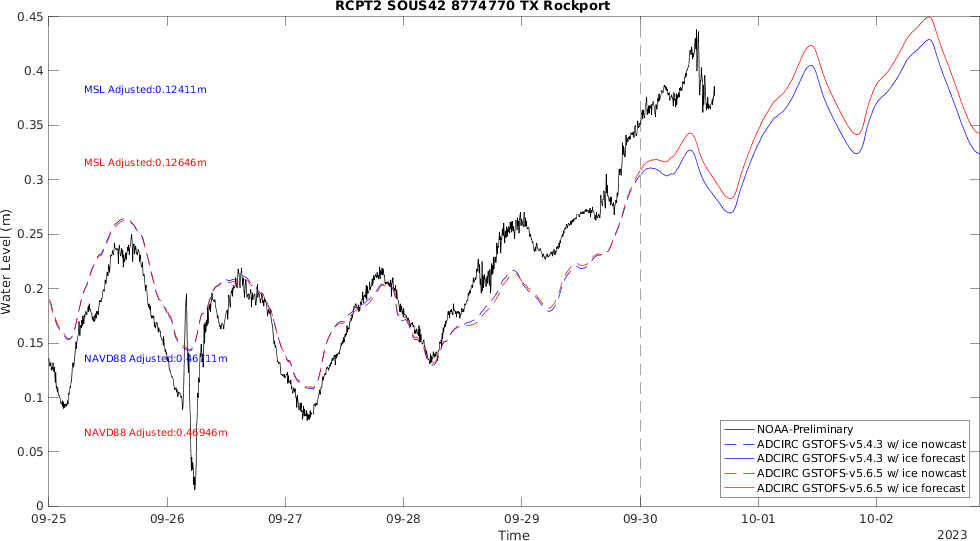 RCPT2 SOUS42 8774770 TX Rockport
0.45
0.4
0.35
0.3
0.25
0.2
0.15
0.1
0.05
0
Water Level (m)
MSL Adjusted:0.12411m
MSL Adjusted:0.12646m
NAVD88 Adjusted:0.46711m
NAVD88 Adjusted:0.46946m
NOAA-Preliminary
ADCIRC GSTOFS-v5.4.3 w/ ice nowcast
ADCIRC GSTOFS-v5.4.3 w/ ice forecast
ADCIRC GSTOFS-v5.6.5 w/ ice nowcast
ADCIRC GSTOFS-v5.6.5 w/ ice forecast
09-25 09-26 09-27 09-28 09-29 09-30 10-01 10-02
Time
2023